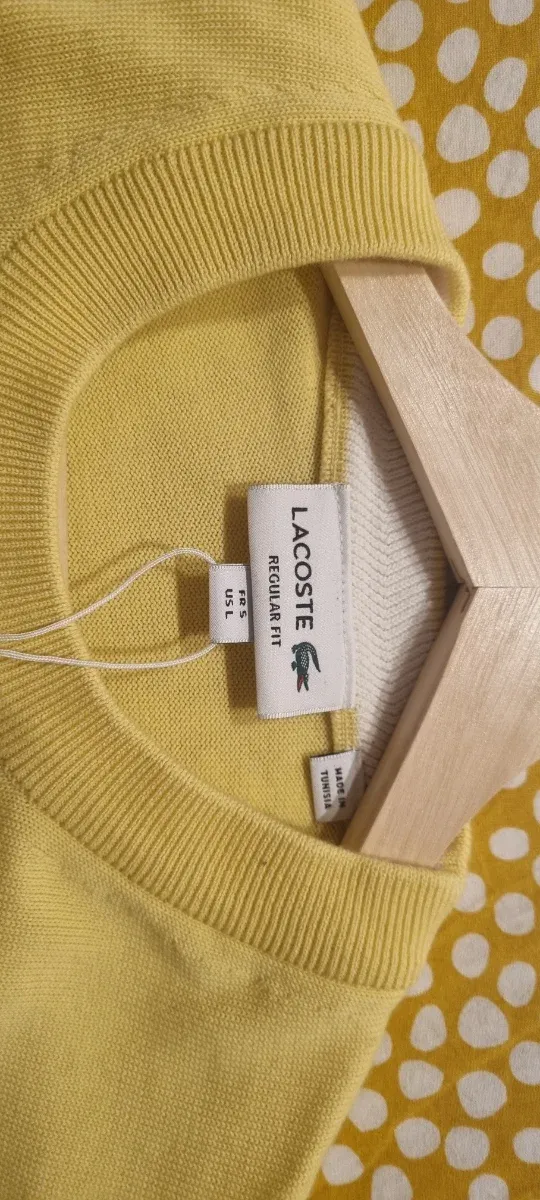 LACOSTE
REGULAR FIT
FR 5
US L
MADE IN
TUNISIA